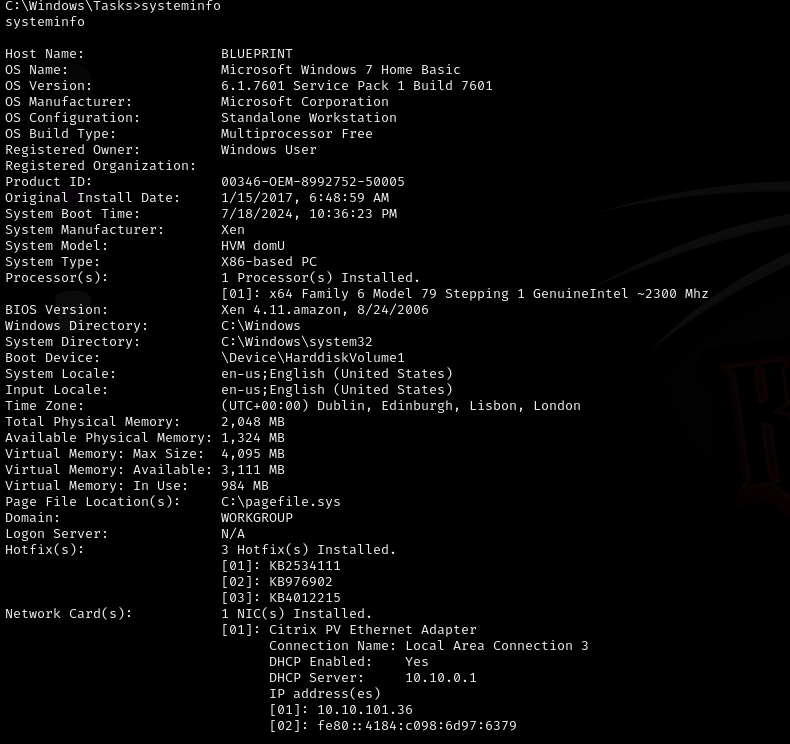 C:\Windows\Tasks>systeminfo
systeminfo

Host Name:                 BLUEPRINT
OS Name:                   Microsoft Windows 7 Home Basic
OS Version:                6.1.7601 Service Pack 1 Build 7601
OS Manufacturer:           Microsoft Corporation
OS Configuration:          Standalone Workstation
OS Build Type:             Multiprocessor Free
Registered Owner:          Windows User
Registered Organization:
Product ID:                00346-OEM-8992752-50005
Original Install Date:     1/15/2017, 6:48:59 AM
System Boot Time:          7/18/2024, 10:36:23 PM
System Manufacturer:       Xen
System Model:              HVM domU
System Type:               X86-based PC
Processor(s):              1 Processor(s) Installed.
                           [01]: x64 Family 6 Model 79 Stepping 1 GenuineIntel ~2300 Mhz
BIOS Version:              Xen 4.11.amazon, 8/24/2006
Windows Directory:         C:\Windows
System Directory:          C:\Windows\system32
Boot Device:               \Device\HarddiskVolume1
System Locale:             en-us;English (United States)
Input Locale:              en-us;English (United States)
Time Zone:                 (UTC+00:00) Dublin, Edinburgh, Lisbon, London
Total Physical Memory:     2,048 MB
Available Physical Memory: 1,324 MB
Virtual Memory: Max Size:  4,095 MB
Virtual Memory: Available: 3,111 MB
Virtual Memory: In Use:    984 MB
Page File Location(s):     C:\pagefile.sys
Domain:                    WORKGROUP
Logon Server:              N/A
Hotfix(s):                 3 Hotfix(s) Installed.
                           [01]: KB2534111
                           [02]: KB976902
                           [03]: KB4012215
Network Card(s):           1 NIC(s) Installed.
                           [01]: Citrix PV Ethernet Adapter
                                 Connection Name: Local Area Connection 3
                                 DHCP Enabled:    Yes
                                 DHCP Server:     10.10.0.1
                                 IP address(es)
                                 [01]: 10.10.101.36
                                 [02]: fe80::4184:c098:6d97:6379